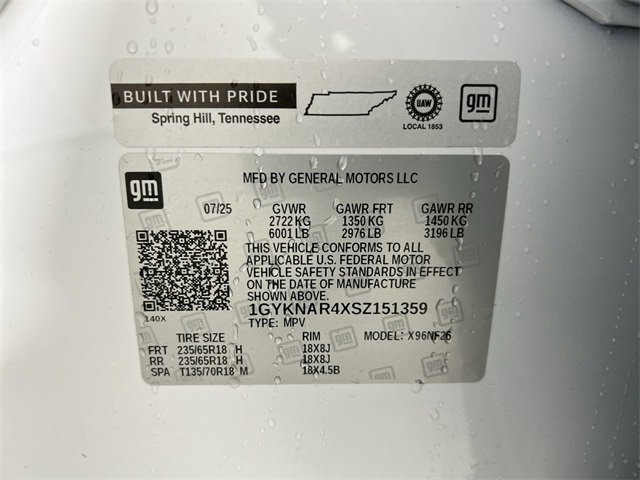 BUILT WITH PRIDE
Spring Hill, Tennessee
UAW
LOCAL 1853
gm
gm
MFD BY GENERAL MOTORS LLC
07/25 GVWR GAWR FRT GAWR RR
2722 KG 1350 KG 1450 KG
6001 LB 2976 LB 3196 LB
THIS VEHICLE CONFORMS TO ALL
APPLICABLE U.S. FEDERAL MOTOR
VEHICLE SAFETY STANDARDS IN EFFECT
ON THE DATE OF MANUFACTURE
SHOWN ABOVE.
1GYKNAR4XSZ151359
140X
TYPE: MPV MODEL: X96NF26
TIRE SIZE RIM
FRT 235/65R18 H 18X8J
RR 235/65R18 H 18X8J
SPA T135/70R18 M 18X4.5B